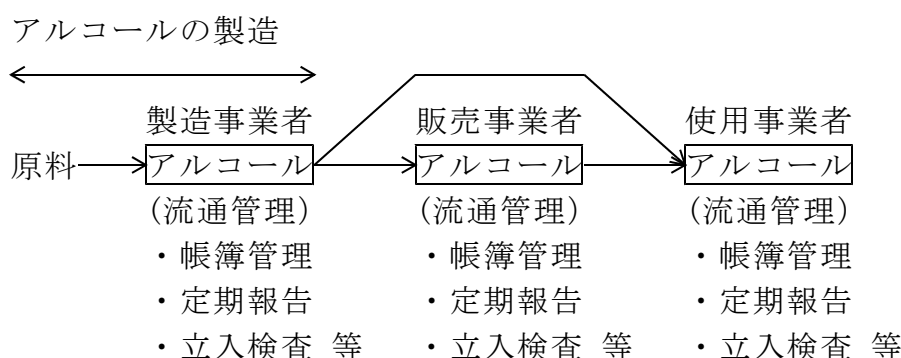 アルコールの製造
製造事業者 販売事業者 使用事業者
原料 アルコール アルコール アルコール
(流通管理) (流通管理) (流通管理)
・帳簿管理 ・帳簿管理 ・帳簿管理
・定期報告 ・定期報告 ・定期報告
・立入検査 等 ・立入検査 等 ・立入検査 等